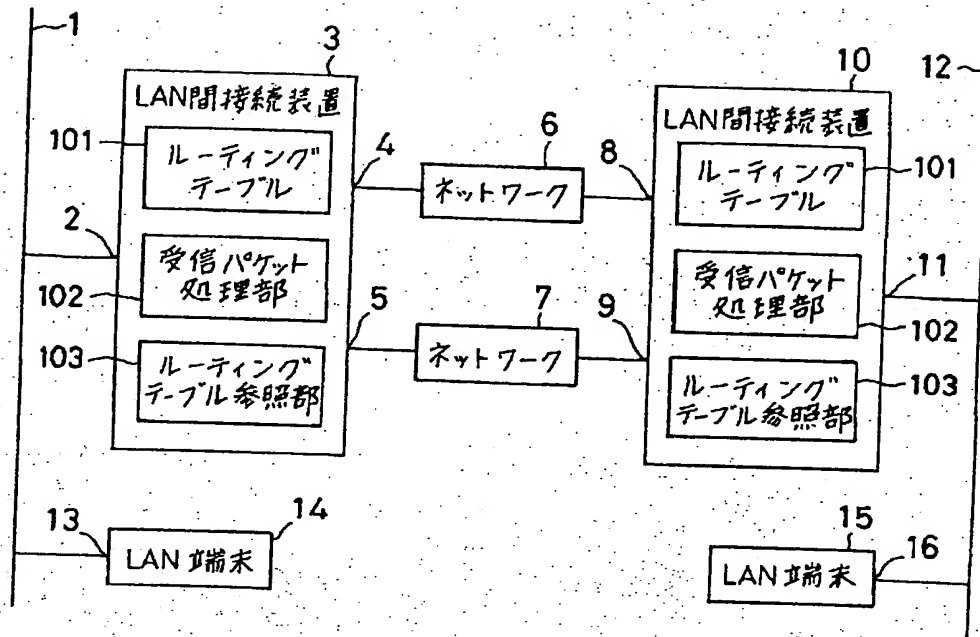 1
3
LAN間接続装置
101
ルーティング
テーブル
4
2
受信パケット
処理部
102
5
103
ルーティング
テーブル参照部
6
ネットワーク
8
7
ネットワーク
9
10
LAN間接続装置
12
ルーティング
テーブル
101
受信パケット
処理部
11
102
ルーティング
テーブル参照部
103
13
14
LAN端末
15
LAN端末
16